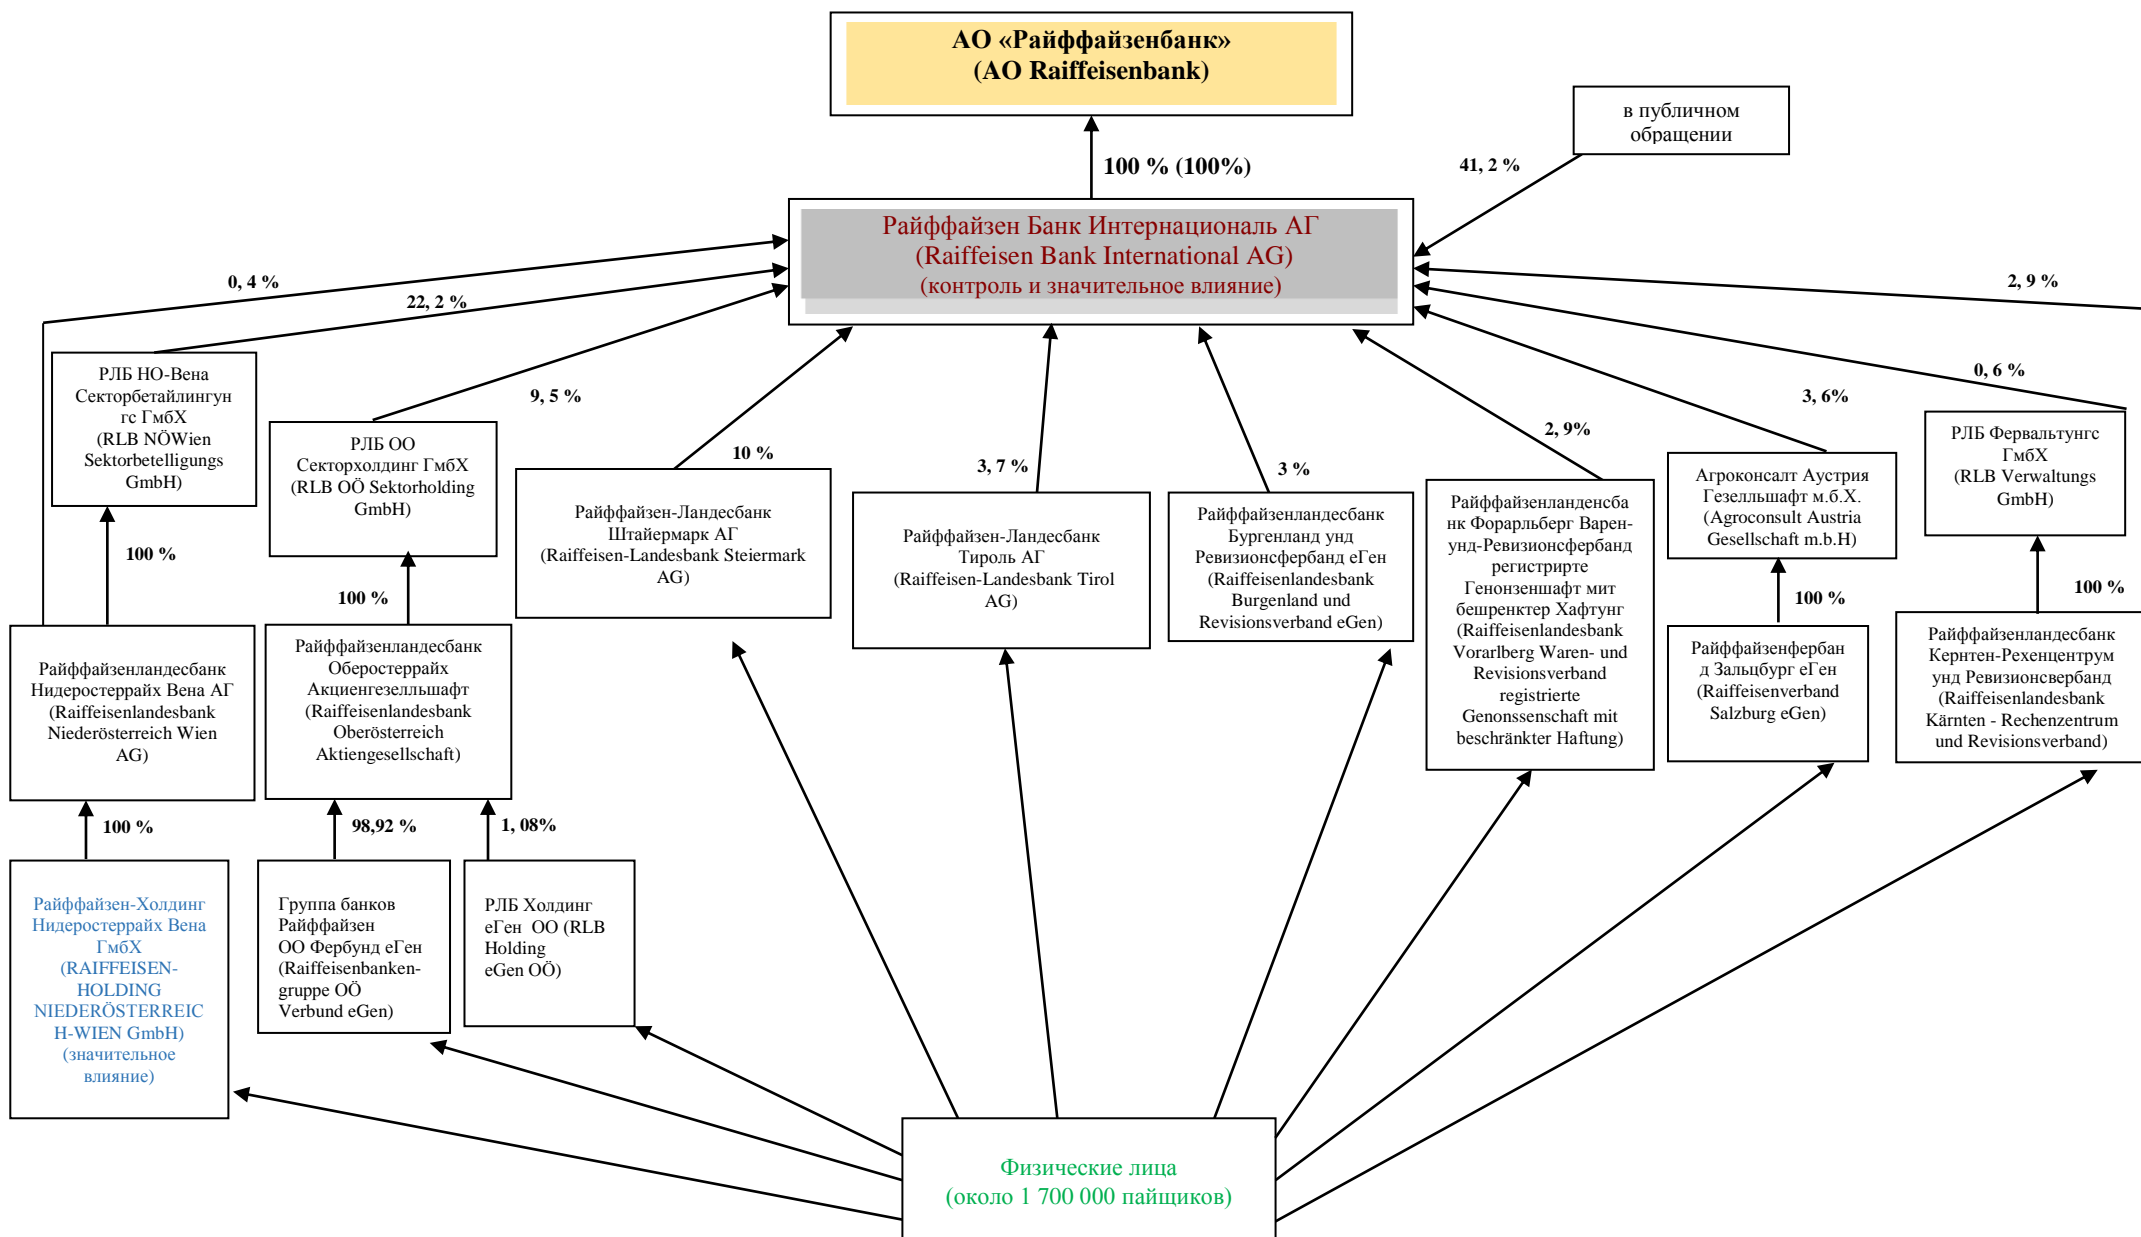 АО «Райффайзенбанк»
(AO Raiffeisenbank)
в публичном
обращении
100 % (100%)
41, 2 %
Райффайзен Банк Интернациональ АГ
(Raiffeisen Bank International AG)
(контроль и значительное влияние)
0, 4 %
22, 2 %
2, 9 %
9, 5 %
10 %
3, 7 %
3 %
2, 9%
3, 6%
0, 6 %
РЛБ НО-Вена
Секторбетайлингун
гс ГмбХ
(RLB NÖWien
Sektorbetelligungs
GmbH)
РЛБ ОО
Секторхолдинг ГмбХ
(RLB OÖ Sektorholding
GmbH)
Райффайзен-Ландесбанк
Штайермарк АГ
(Raiffeisen-Landesbank Steiermark
AG)
Райффайзен-Ландесбанк
Тироль АГ
(Raiffeisen-Landesbank Tirol
AG)
Райффайзенландесбанк
Бургенланд унд
Ревизионсфербанд еГен
(Raiffeisenlandesbank
Burgenland und
Revisionsverband eGen)
Райффайзенланденсба
нк Форарльберг Варен-
унд-Ревизионсфербанд
регистрирте
Генонзеншафт мит
бешренктер Хафтунг
(Raiffeisenlandesbank
Vorarlberg Waren- und
Revisionsverband
registrierte
Genonssenschaft mit
beschränkter Haftung)
Агроконсалт Аустрия
Гезелльшафт м.б.Х.
(Agroconsult Austria
Gesellschaft m.b.H)
РЛБ Фервальтунгс
ГмбХ
(RLB Verwaltungs
GmbH)
100 %
100 %
100 %
100 %
Райффайзенландесбанк
Нидеростеррайх Вена АГ
(Raiffeisenlandesbank
Niederösterreich Wien
AG)
Райффайзенландесбанк
Оберостеррайх
Акциенгезелльшафт
(Raiffeisenlandesbank
Oberösterreich
Aktiengesellschaft)
Райффайзенфербан
д Зальцбург еГен
(Raiffeisenverband
Salzburg eGen)
Райффайзенландесбанк
Кернтен-Рехенцентрум
унд Ревизионсвербанд
(Raiffeisenlandesbank
Kärnten - Rechenzentrum
und Revisionsverband)
100 %
98,92 %
1, 08%
Райффайзен-Холдинг
Нидеростеррайх Вена
ГмбХ
(RAIFFEISEN-
HOLDING
NIEDERÖSTERREIC
H-WIEN GmbH)
(значительное
влияние)
Группа банков
Райффайзен
ОО Фербунд еГен
(Raiffeisenbanken-
gruppe OÖ
Verbund eGen)
РЛБ Холдинг
еГен ОО (RLB
Holding
eGen OÖ)
Физические лица
(около 1 700 000 пайщиков)